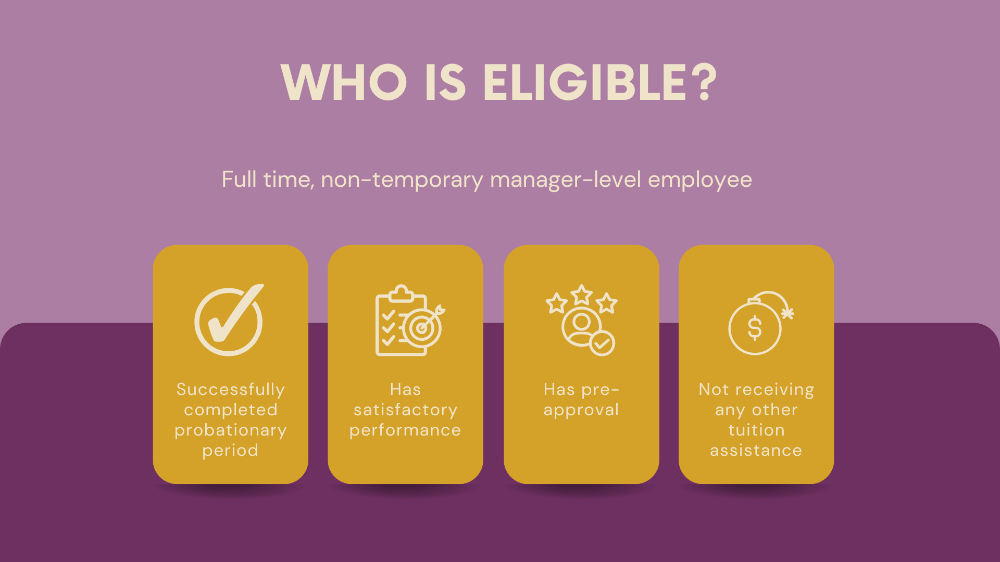 WHO IS ELIGIBLE?
Full time, non-temporary manager-level employee
Successfully
completed
probationary
period
Has
satisfactory
performance
Has pre-
approval
$
Not receiving
any other
tuition
assistance